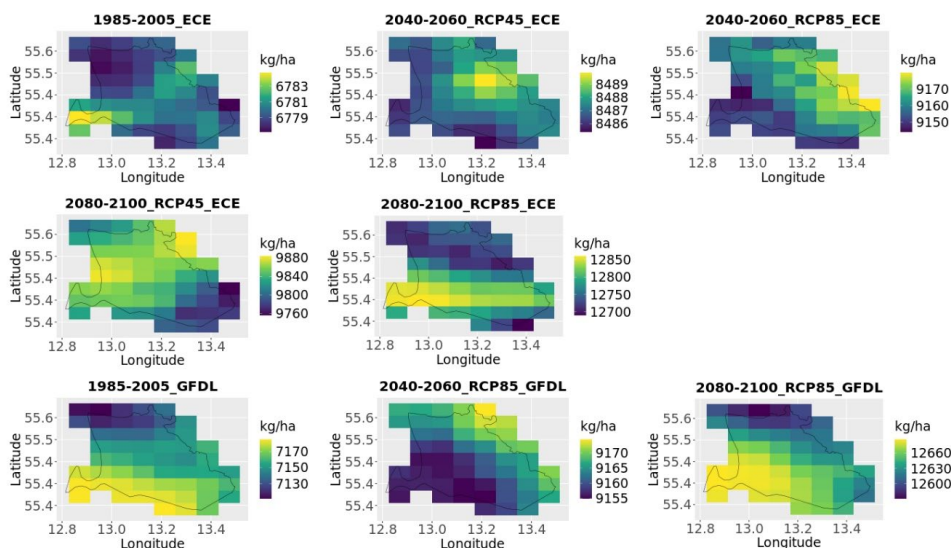 1985-2005_ECE
Latitude
55.6
55.5
55.4
55.4
12.8 13.0 13.2 13.4
Longitude
kg/ha
6783
6781
6779
2040-2060_RCP45_ECE
Latitude
55.6
55.5
55.4
55.4
12.8 13.0 13.2 13.4
Longitude
kg/ha
8489
8488
8487
8486
2040-2060_RCP85_ECE
Latitude
55.6
55.5
55.4
55.4
12.8 13.0 13.2 13.4
Longitude
kg/ha
9170
9160
9150
2080-2100_RCP45_ECE
Latitude
55.6
55.5
55.4
55.4
12.8 13.0 13.2 13.4
Longitude
kg/ha
9880
9840
9800
9760
2080-2100_RCP85_ECE
Latitude
55.6
55.5
55.4
55.4
12.8 13.0 13.2 13.4
Longitude
kg/ha
12850
12800
12750
12700
1985-2005_GFDL
Latitude
55.6
55.5
55.4
55.4
12.8 13.0 13.2 13.4
Longitude
kg/ha
7170
7150
7130
2040-2060_RCP85_GFDL
Latitude
55.6
55.5
55.4
55.4
12.8 13.0 13.2 13.4
Longitude
kg/ha
9170
9165
9160
9155
2080-2100_RCP85_GFDL
Latitude
55.6
55.5
55.4
55.4
12.8 13.0 13.2 13.4
Longitude
kg/ha
12660
12630
12600